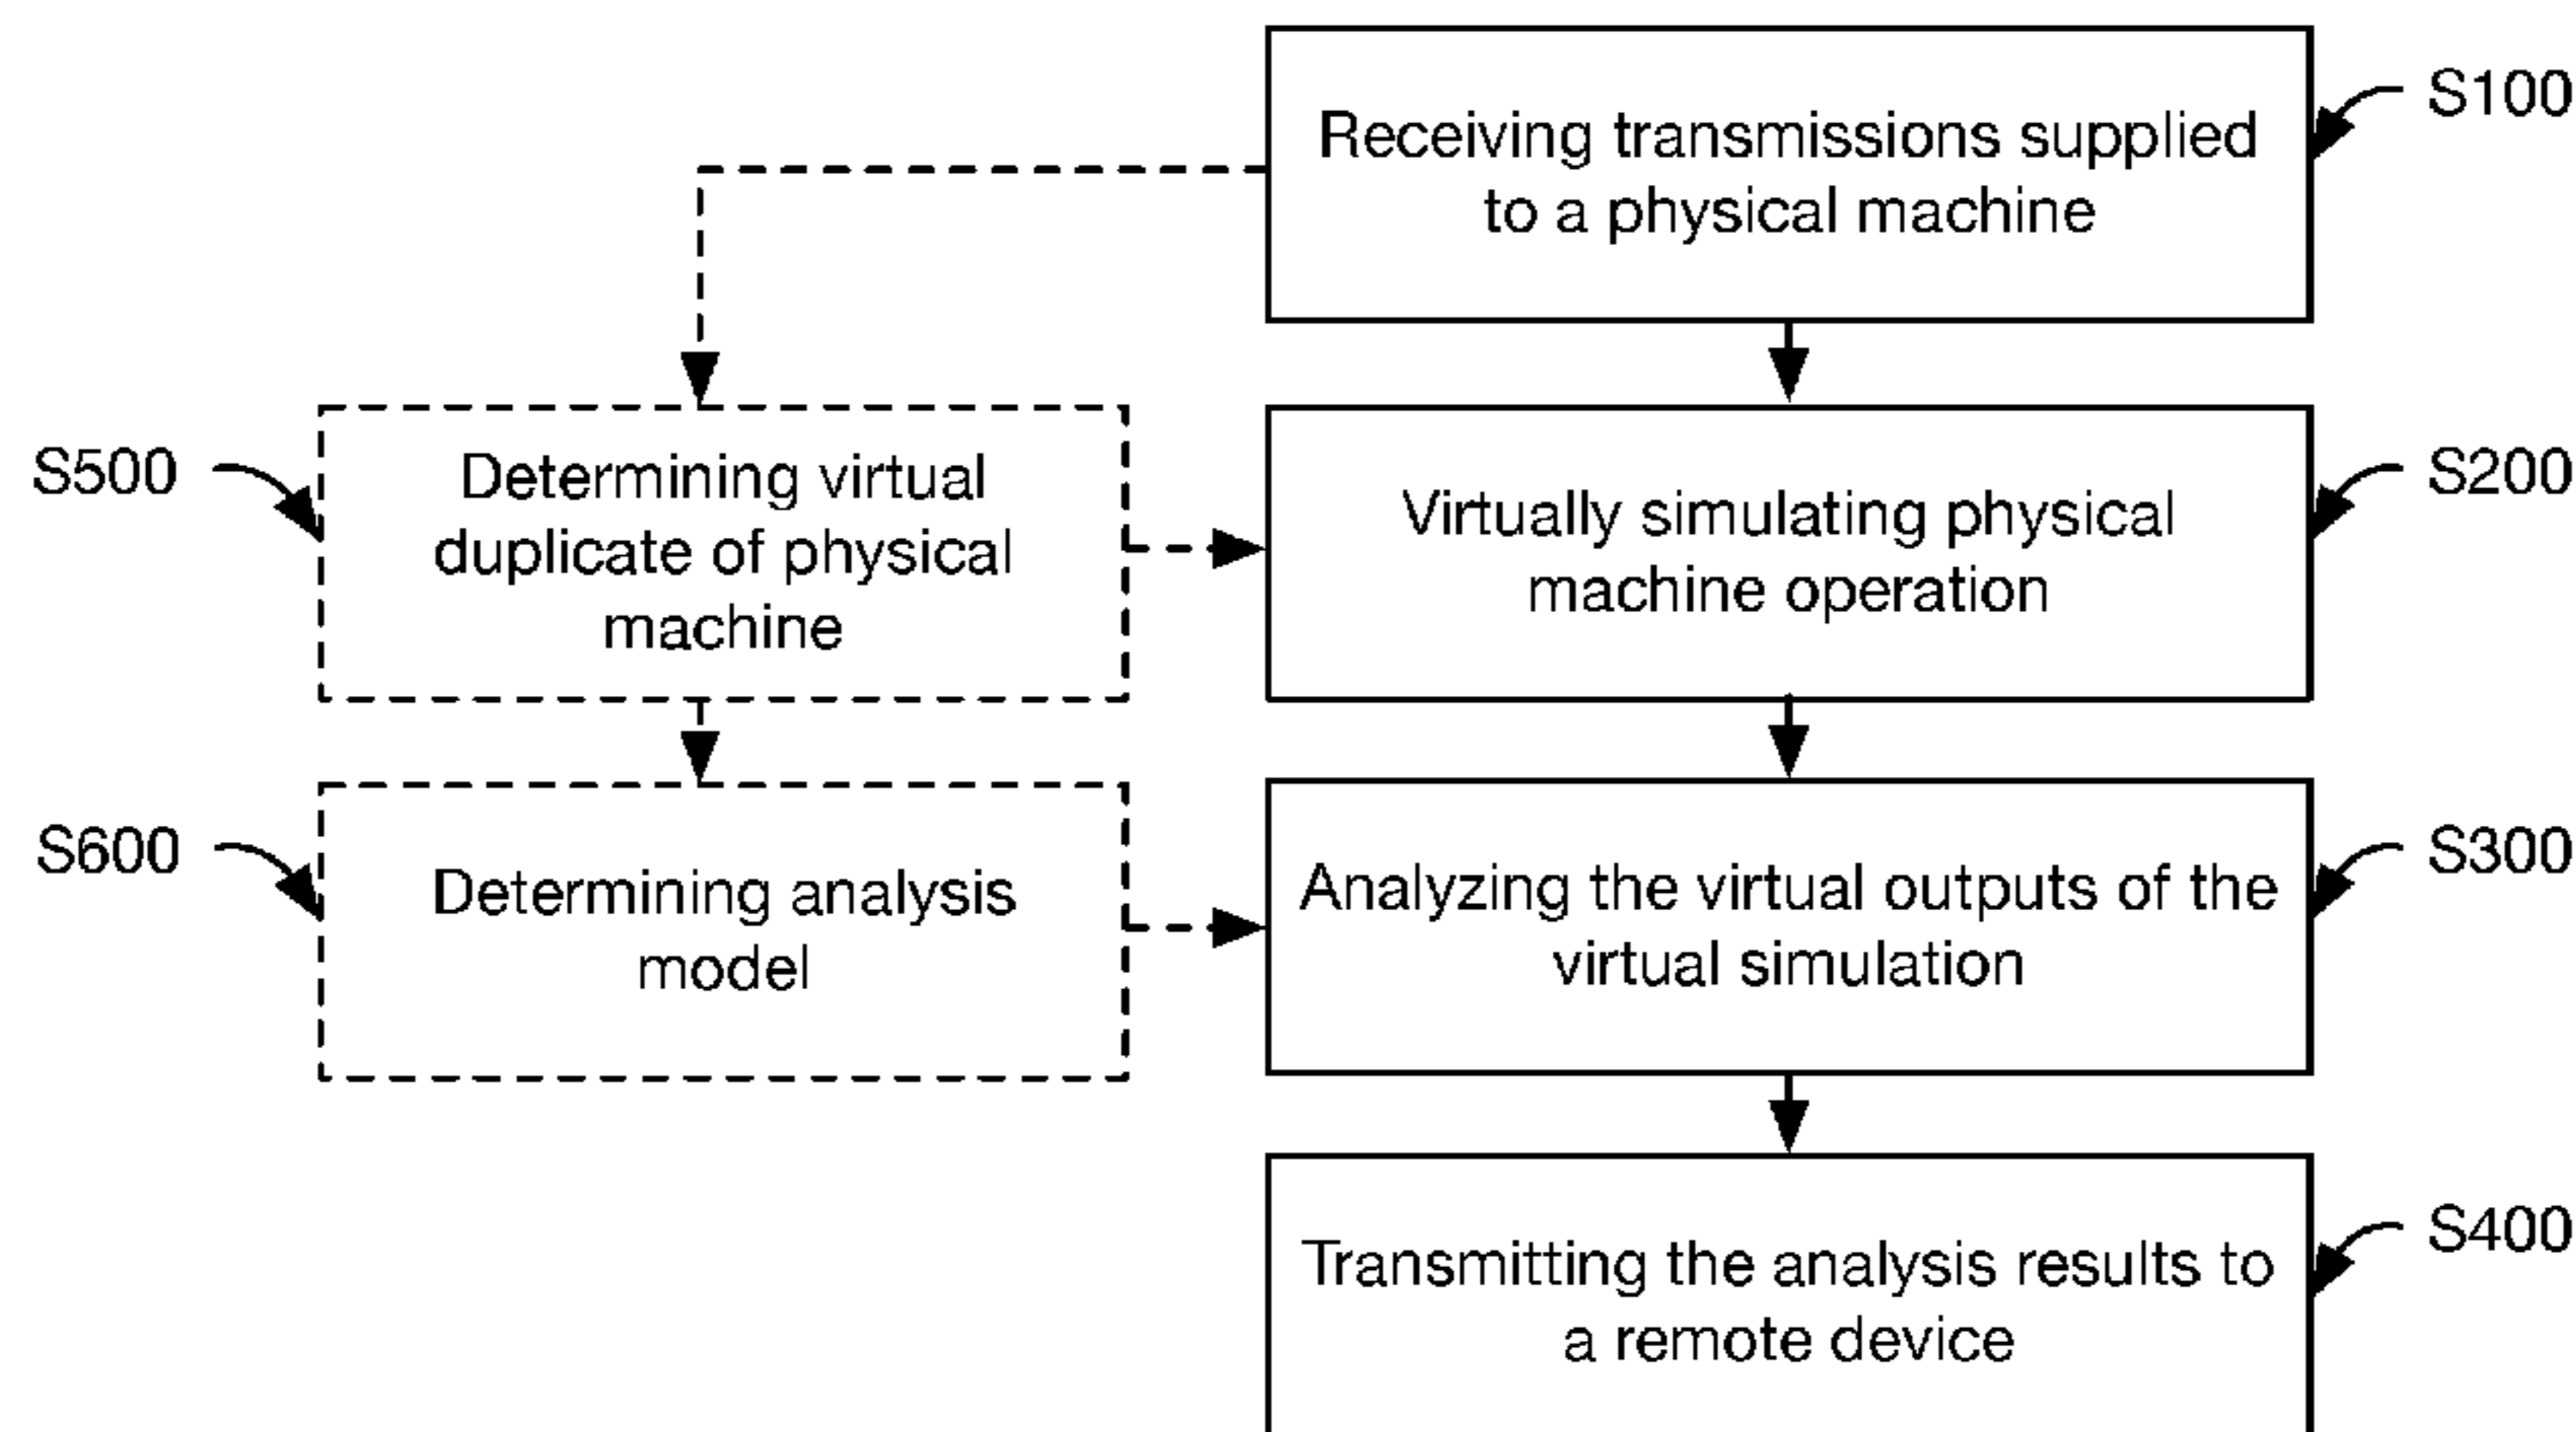 Receiving transmissions supplied
to a physical machine
S100
S500
Determining virtual
duplicate of physical
machine
Virtually simulating physical
machine operation
S200
S600
Determining analysis
model
Analyzing the virtual outputs of the
virtual simulation
S300
Transmitting the analysis results to
a remote device
S400